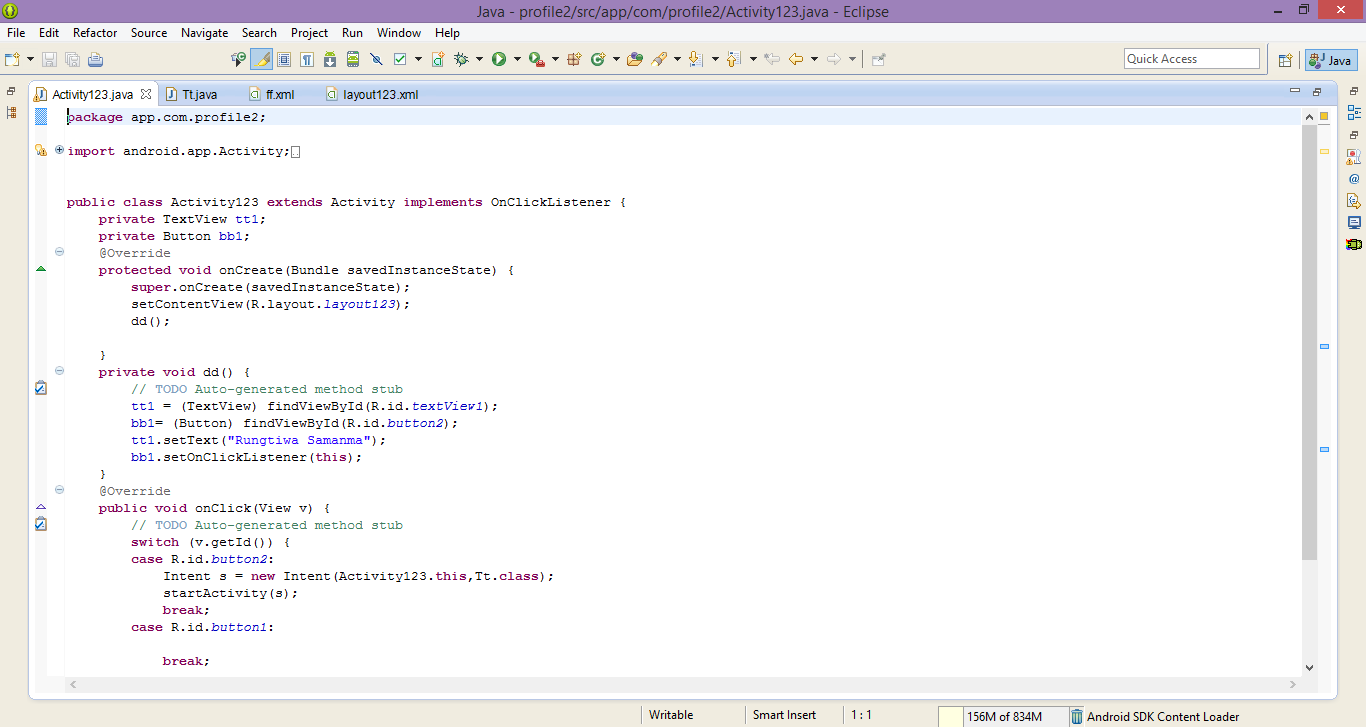 Java - profile2/src/app/com/profile2/Activity123.java - Eclipse
File Edit Refactor Source Navigate Search Project Run Window Help
Quick Access
Java
Activity123.java Tt.java ff.xml layout123.xml
package app.com.profile2;
import android.app.Activity;
public class Activity123 extends Activity implements OnClickListener {
private TextView tt1;
private Button bb1;
@Override
protected void onCreate(Bundle savedInstanceState) {
super.onCreate(savedInstanceState);
setContentView(R.layout.layout123);
dd();
}
private void dd() {
// TODO Auto-generated method stub
tt1 = (TextView) findViewById(R.id.textView1);
bb1= (Button) findViewById(R.id.button2);
tt1.setText("Rungtiwa Samanma");
bb1.setOnClickListener(this);
}
@Override
public void onClick(View v) {
// TODO Auto-generated method stub
switch (v.getId()) {
case R.id.button2:
Intent s = new Intent(Activity123.this,Tt.class);
startActivity(s);
break;
case R.id.button1:
break;
Writable Smart Insert 1 : 1 156M of 834M Android SDK Content Loader